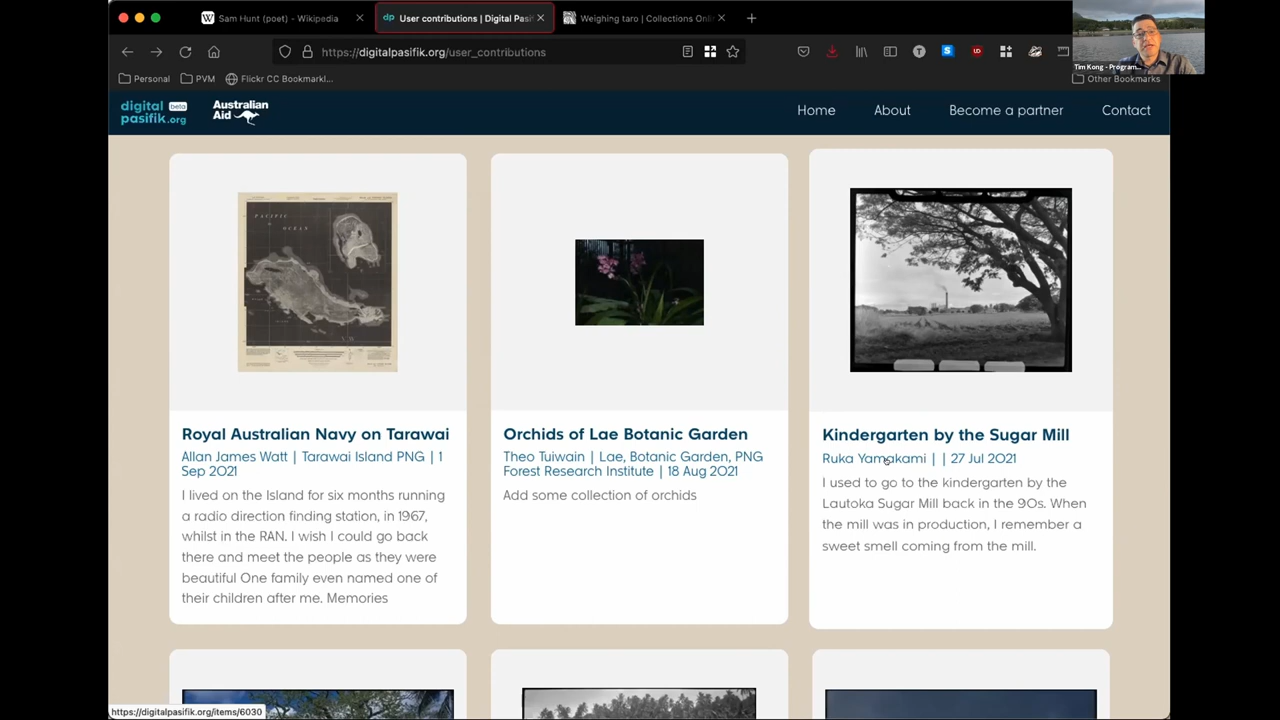 Sam Hunt (poet) - Wikipedia
User contributions | Digital Pasi
Weighing taro | Collections Onl
https://digitalpasifik.org/user_contributions
Personal
PVM
Flickr CC Bookmarkl...
Other Bookmarks
Tim Kong - Program...
digital beta
pasifik.org
Australian
Aid
Home
About
Become a partner
Contact
PACIFIC
OCEAN
Royal Australian Navy on Tarawai
Allan James Watt | Tarawai Island PNG | 1
Sep 2021
I lived on the Island for six months running
a radio direction finding station, in 1967,
whilst in the RAN. I wish I could go back
there and meet the people as they were
beautiful One family even named one of
their children after me. Memories
Orchids of Lae Botanic Garden
Theo Tuiwain | Lae, Botanic Garden, PNG
Forest Research Institute | 18 Aug 2021
Add some collection of orchids
Kindergarten by the Sugar Mill
Ruka Yamakami | | 27 Jul 2021
I used to go to the kindergarten by the
Lautoka Sugar Mill back in the 90s. When
the mill was in production, I remember a
sweet smell coming from the mill.
https://digitalpasifik.org/items/6030